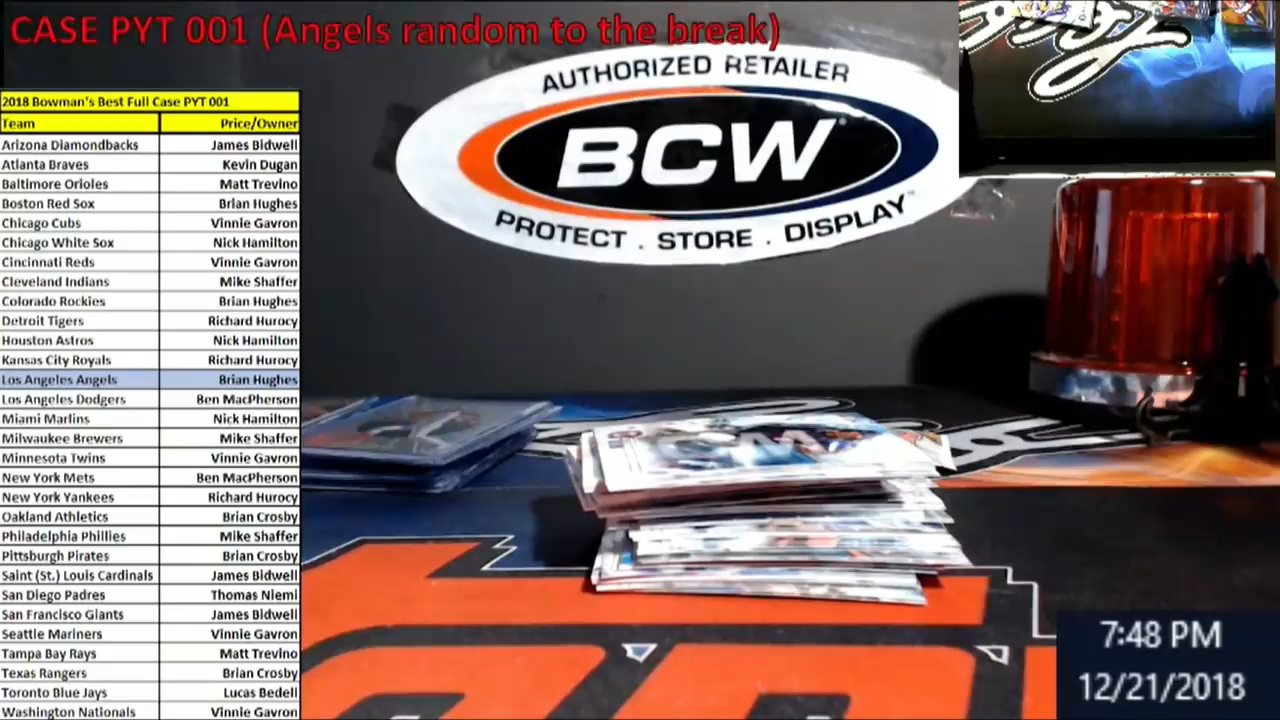 CASE PYT 001 (Angels random to the break)
2018 Bowman's Best Full Case PYT 001
Team Price/Owner
Arizona Diamondbacks James Bidwell
Atlanta Braves Kevin Dugan
Baltimore Orioles Matt Trevino
Boston Red Sox Brian Hughes
Chicago Cubs Vinnie Gavron
Chicago White Sox Nick Hamilton
Cincinnati Reds Vinnie Gavron
Cleveland Indians Mike Shaffer
Colorado Rockies Brian Hughes
Detroit Tigers Richard Hurocy
Houston Astros Nick Hamilton
Kansas City Royals Richard Hurocy
Los Angeles Angels Brian Hughes
Los Angeles Dodgers Ben MacPherson
Miami Marlins Nick Hamilton
Milwaukee Brewers Mike Shaffer
Minnesota Twins Vinnie Gavron
New York Mets Ben MacPherson
New York Yankees Richard Hurocy
Oakland Athletics Brian Crosby
Philadelphia Phillies Mike Shaffer
Pittsburgh Pirates Brian Crosby
Saint (St.) Louis Cardinals James Bidwell
San Diego Padres Thomas Niemi
San Francisco Giants James Bidwell
Seattle Mariners Vinnie Gavron
Tampa Bay Rays Matt Trevino
Texas Rangers Brian Crosby
Toronto Blue Jays Lucas Bedell
Washington Nationals Vinnie Gavron
AUTHORIZED RETAILER
BCW
PROTECT . STORE . DISPLAY™
7:48 PM
12/21/2018